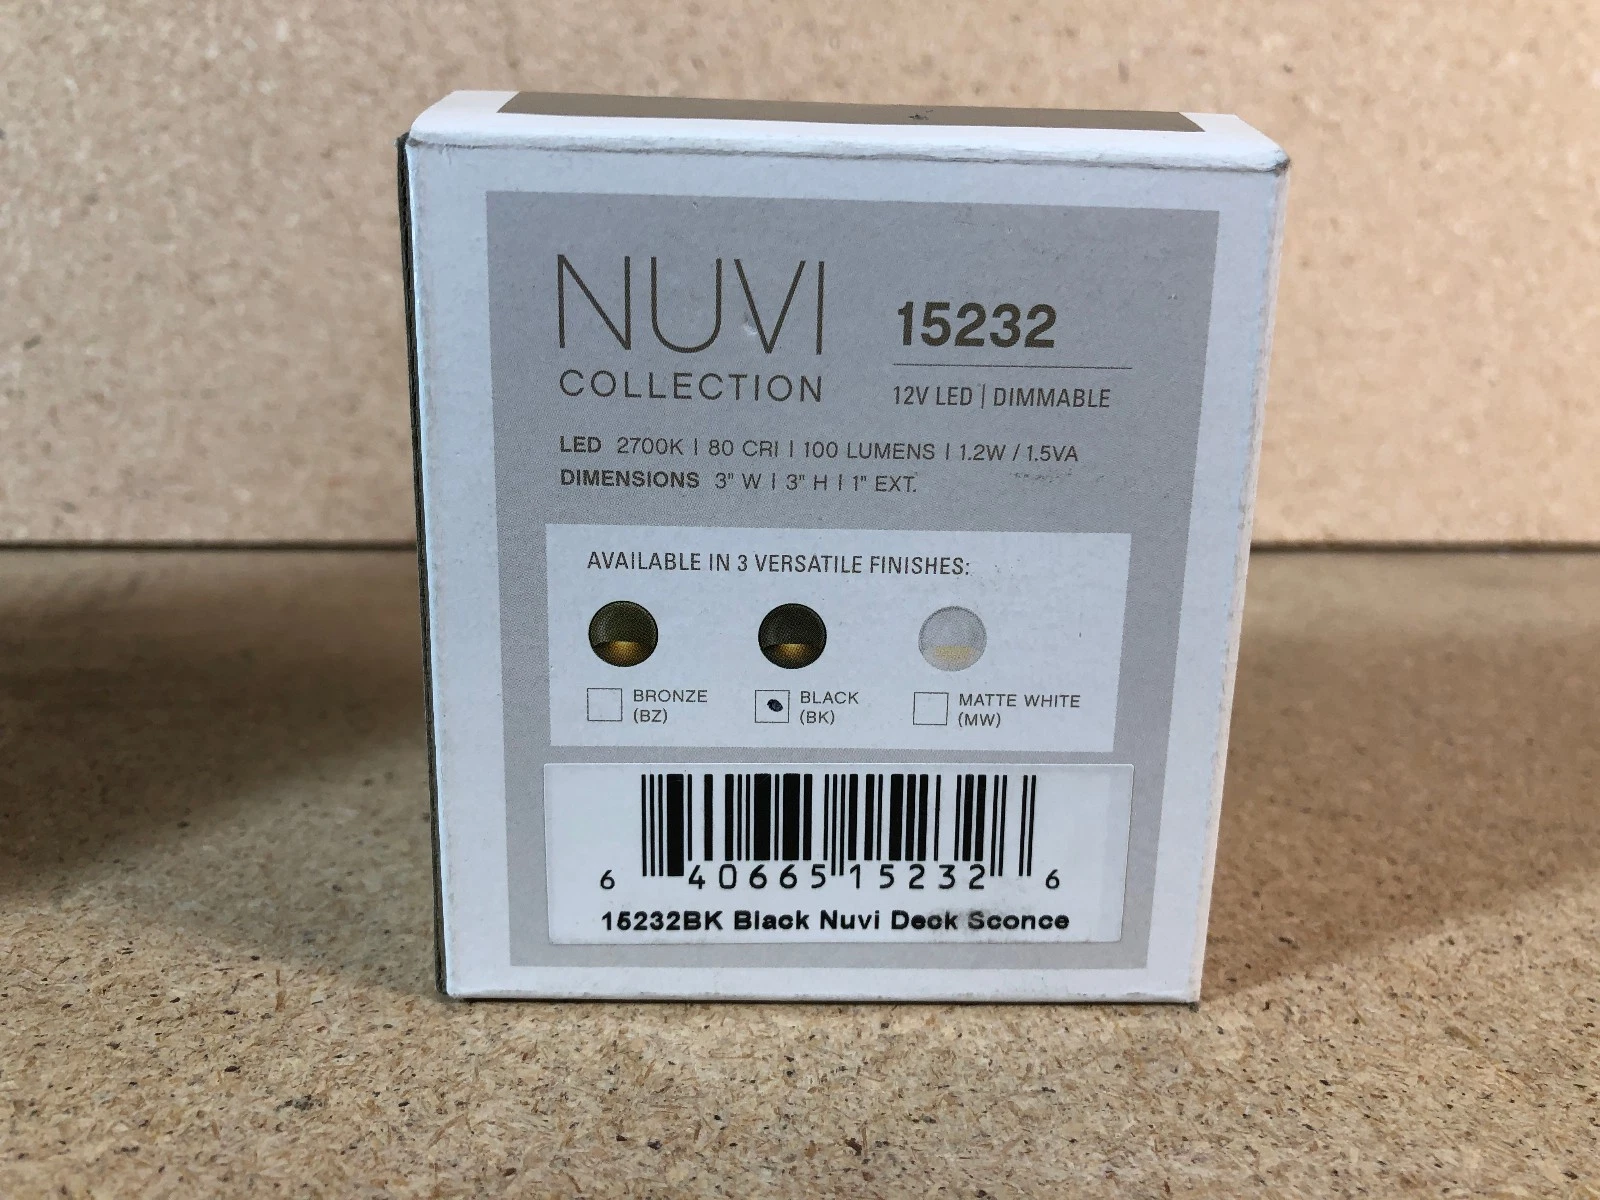 NUVI
COLLECTION
15232
12V LED | DIMMABLE
LED 2700K | 80 CRI | 100 LUMENS | 1.2W / 1.5VA
DIMENSIONS 3" W | 3" H | 1" EXT.
AVAILABLE IN 3 VERSATILE FINISHES:
BRONZE
(BZ)
BLACK
(BK)
MATTE WHITE
(MW)
6 40665 15232 6
15232BK Black Nuvi Deck Sconce